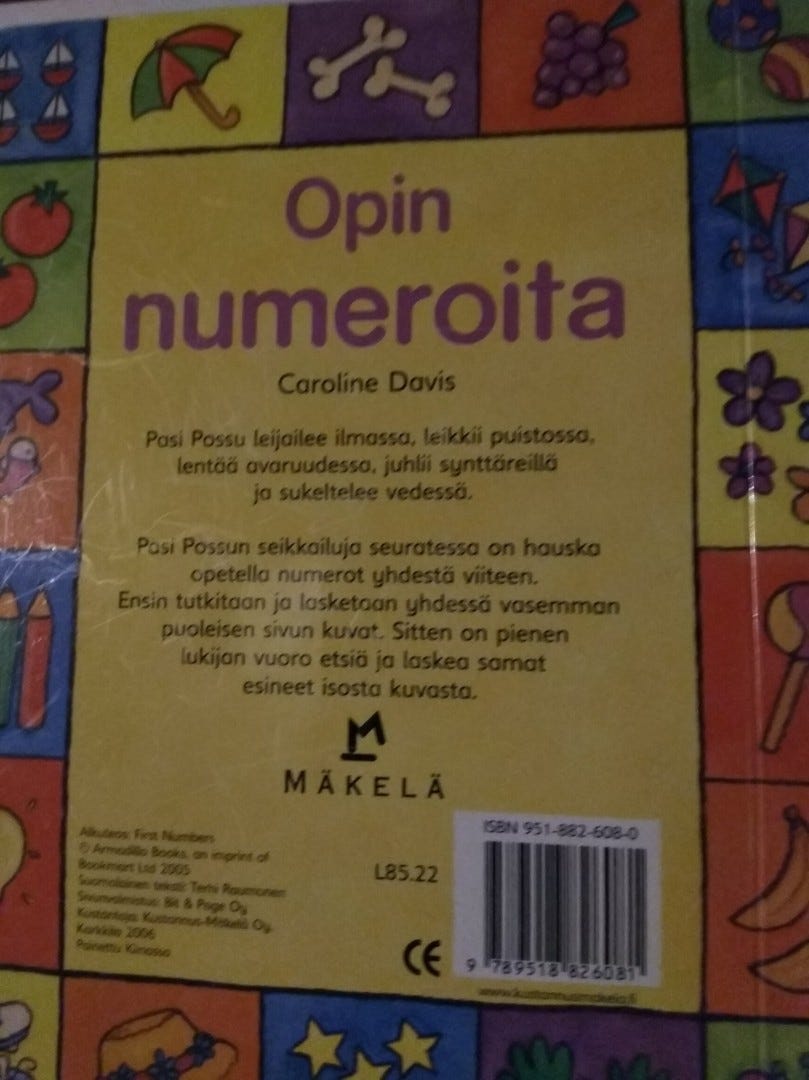 Opin
numeroita
Caroline Davis
Pasi Possu leijailee ilmassa, leikkii puistossa,
lentää avaruudessa, juhlii synttäreillä
ja sukeltelee vedessä.
Pasi Possun seikkailuja seuratessa on hauska
opetella numerot yhdestä viiteen.
Ensin tutkitaan ja lasketaan yhdessä vasemman
puoleisen sivun kuvat. Sitten on pienen
lukijan vuoro etsiä ja laskea samat
esineet isosta kuvasta.
M
MÄKELÄ
Alkuteos: First Numbers
© Armadillo Books, an imprint of
Bookmart Ltd 2005
Suomalainen teksti: Terhi Raumonen
Sivunvalmistus: Bit & Page Oy
Kustantaja: Kustannus-Mäkelä Oy,
Karkkila 2006
Painettu Kiinassa
L85.22
CE
ISBN 951-882-608-0
9 789518 826081
www.kustannusmakela.fi